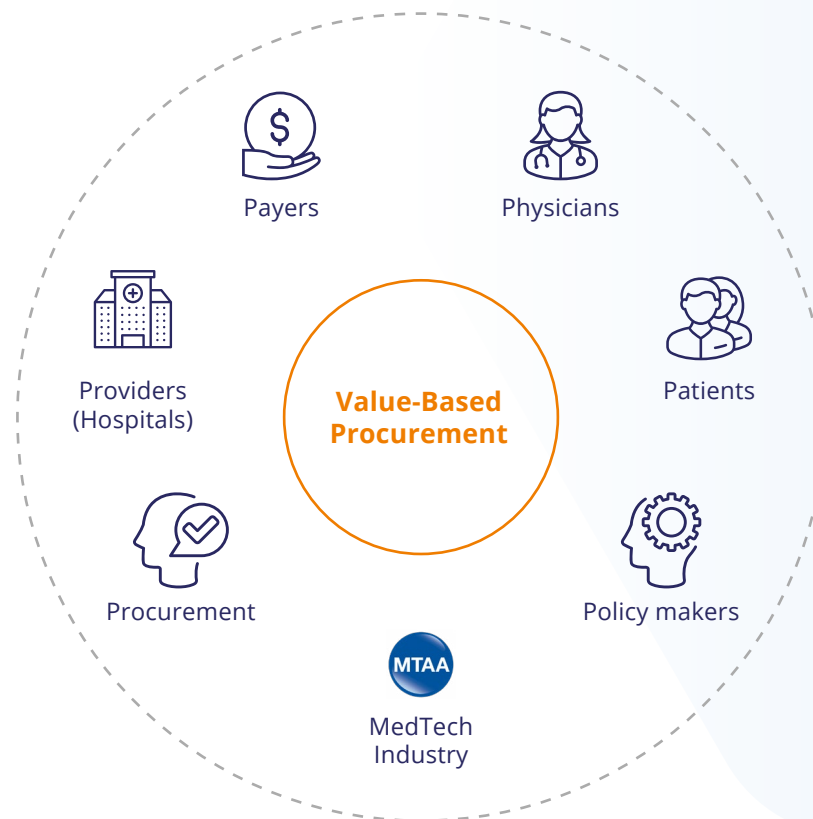 $
Payers
Physicians
Providers
(Hospitals)
Value-Based
Procurement
Patients
Procurement
Policy makers
MTAA
MedTech
Industry